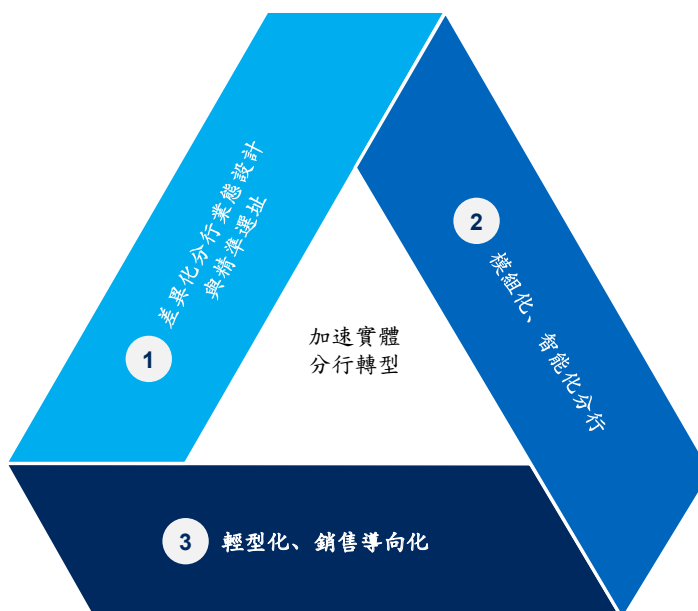 1
差異化分行業態設計
與精準選址
2
模組化、智能化分行
加速實體
分行轉型
3
輕型化、銷售導向化